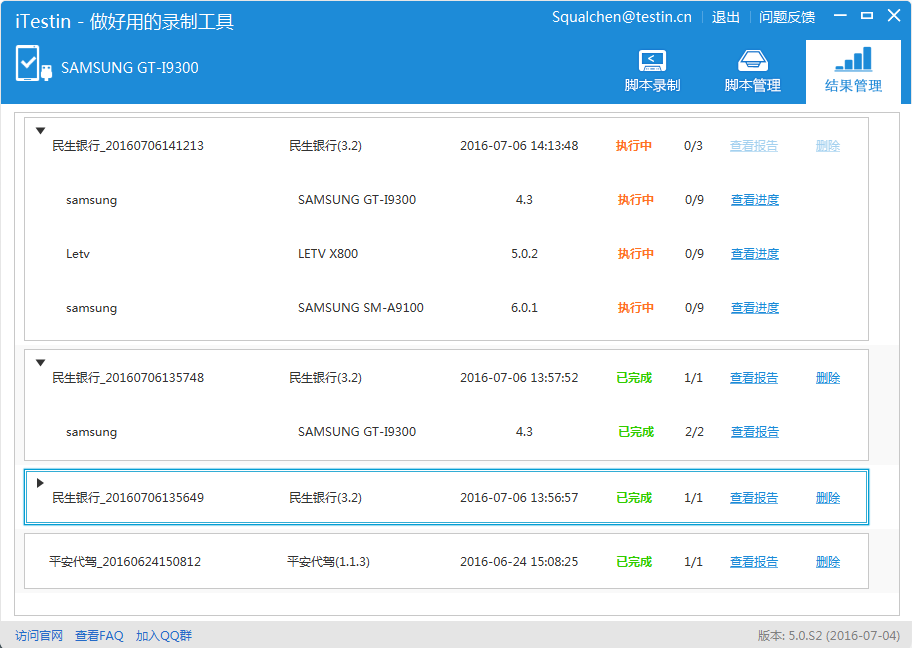 iTestin - 做好用的录制工具
Squalchen@testin.cn 退出 问题反馈
SAMSUNG GT-I9300
脚本录制 脚本管理 结果管理
民生银行_20160706141213 民生银行(3.2) 2016-07-06 14:13:48 执行中 0/3 查看报告 删除
samsung SAMSUNG GT-I9300 4.3 执行中 0/9 查看进度
Letv LETV X800 5.0.2 执行中 0/9 查看进度
samsung SAMSUNG SM-A9100 6.0.1 执行中 0/9 查看进度
民生银行_20160706135748 民生银行(3.2) 2016-07-06 13:57:52 已完成 1/1 查看报告 删除
samsung SAMSUNG GT-I9300 4.3 已完成 2/2 查看报告
民生银行_20160706135649 民生银行(3.2) 2016-07-06 13:56:57 已完成 1/1 查看报告 删除
平安代驾_20160624150812 平安代驾(1.1.3) 2016-06-24 15:08:25 已完成 1/1 查看报告 删除
访问官网 查看FAQ 加入QQ群 版本: 5.0.S2 (2016-07-04)